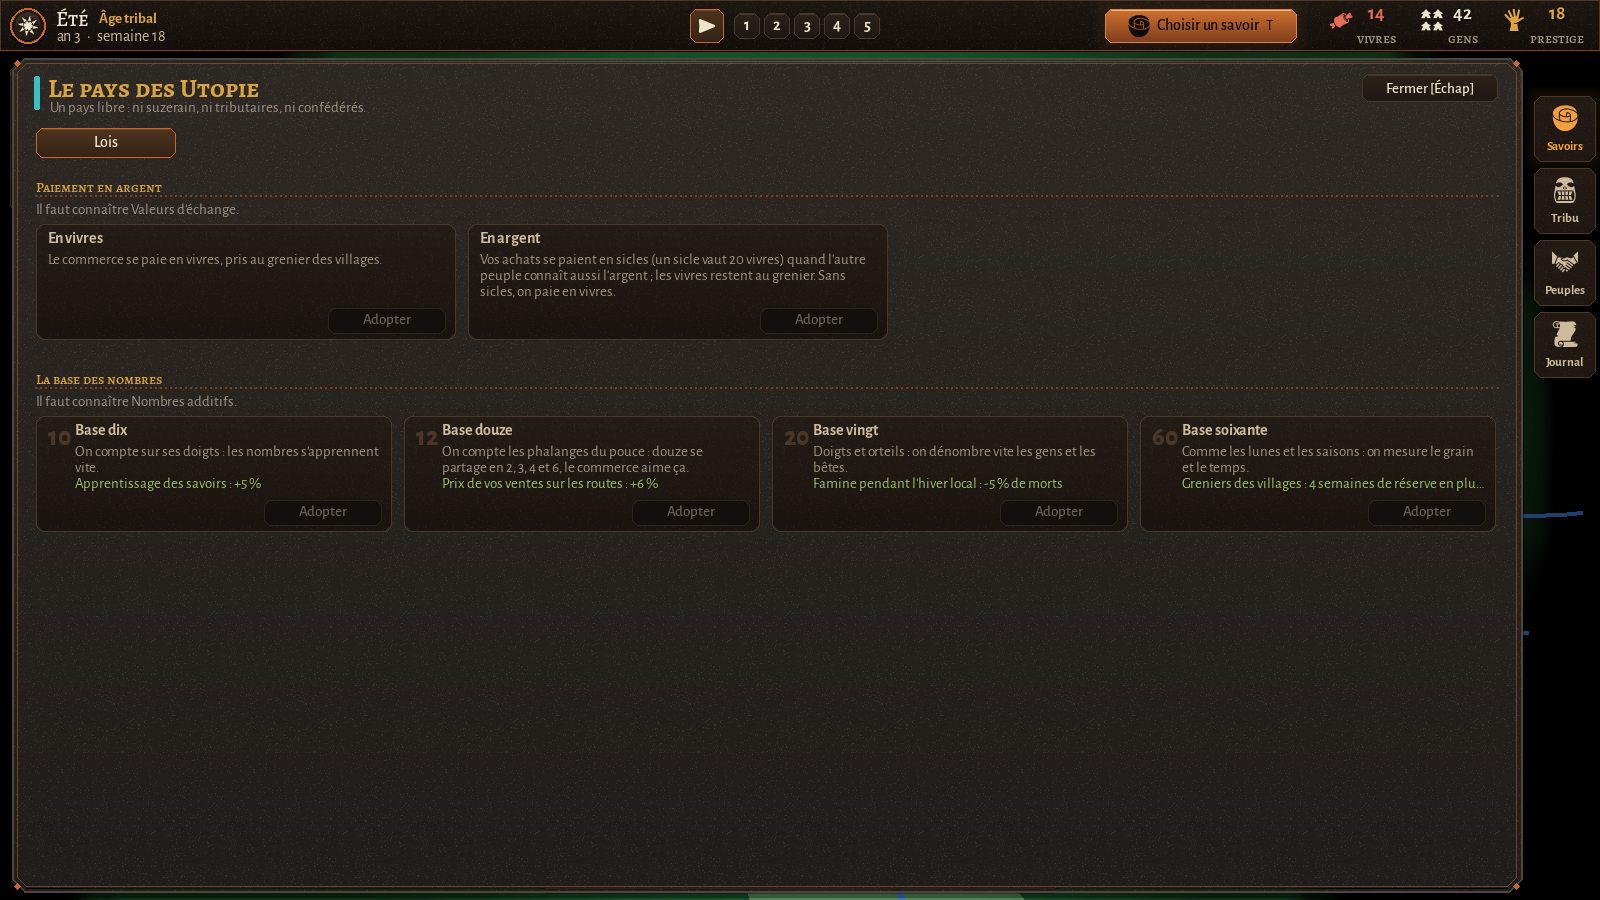 Été Âge tribal
an 3 · semaine 18
1 2 3 4 5
Choisir un savoir T
14
VIVRES
42
GENS
18
PRESTIGE
Le pays des Utopie
Un pays libre : ni suzerain, ni tributaires, ni confédérés.
Fermer [Échap]
Lois
Savoirs
Tribu
Peuples
Journal
Paiement en argent
Il faut connaître Valeurs d'échange.
En vivres
Le commerce se paie en vivres, pris au grenier des villages.
Adopter
En argent
Vos achats se paient en sicles (un sicle vaut 20 vivres) quand l'autre
peuple connaît aussi l'argent ; les vivres restent au grenier. Sans
sicles, on paie en vivres.
Adopter
La base des nombres
Il faut connaître Nombres additifs.
10 Base dix
On compte sur ses doigts : les nombres s'apprennent
vite.
Apprentissage des savoirs : +5 %
Adopter
12 Base douze
On compte les phalanges du pouce : douze se
partage en 2, 3, 4 et 6, le commerce aime ça.
Prix de vos ventes sur les routes : +6 %
Adopter
20 Base vingt
Doigts et orteils : on dénombre vite les gens et les
bêtes.
Famine pendant l'hiver local : -5 % de morts
Adopter
60 Base soixante
Comme les lunes et les saisons : on mesure le grain
et le temps.
Greniers des villages : 4 semaines de réserve en plu...
Adopter